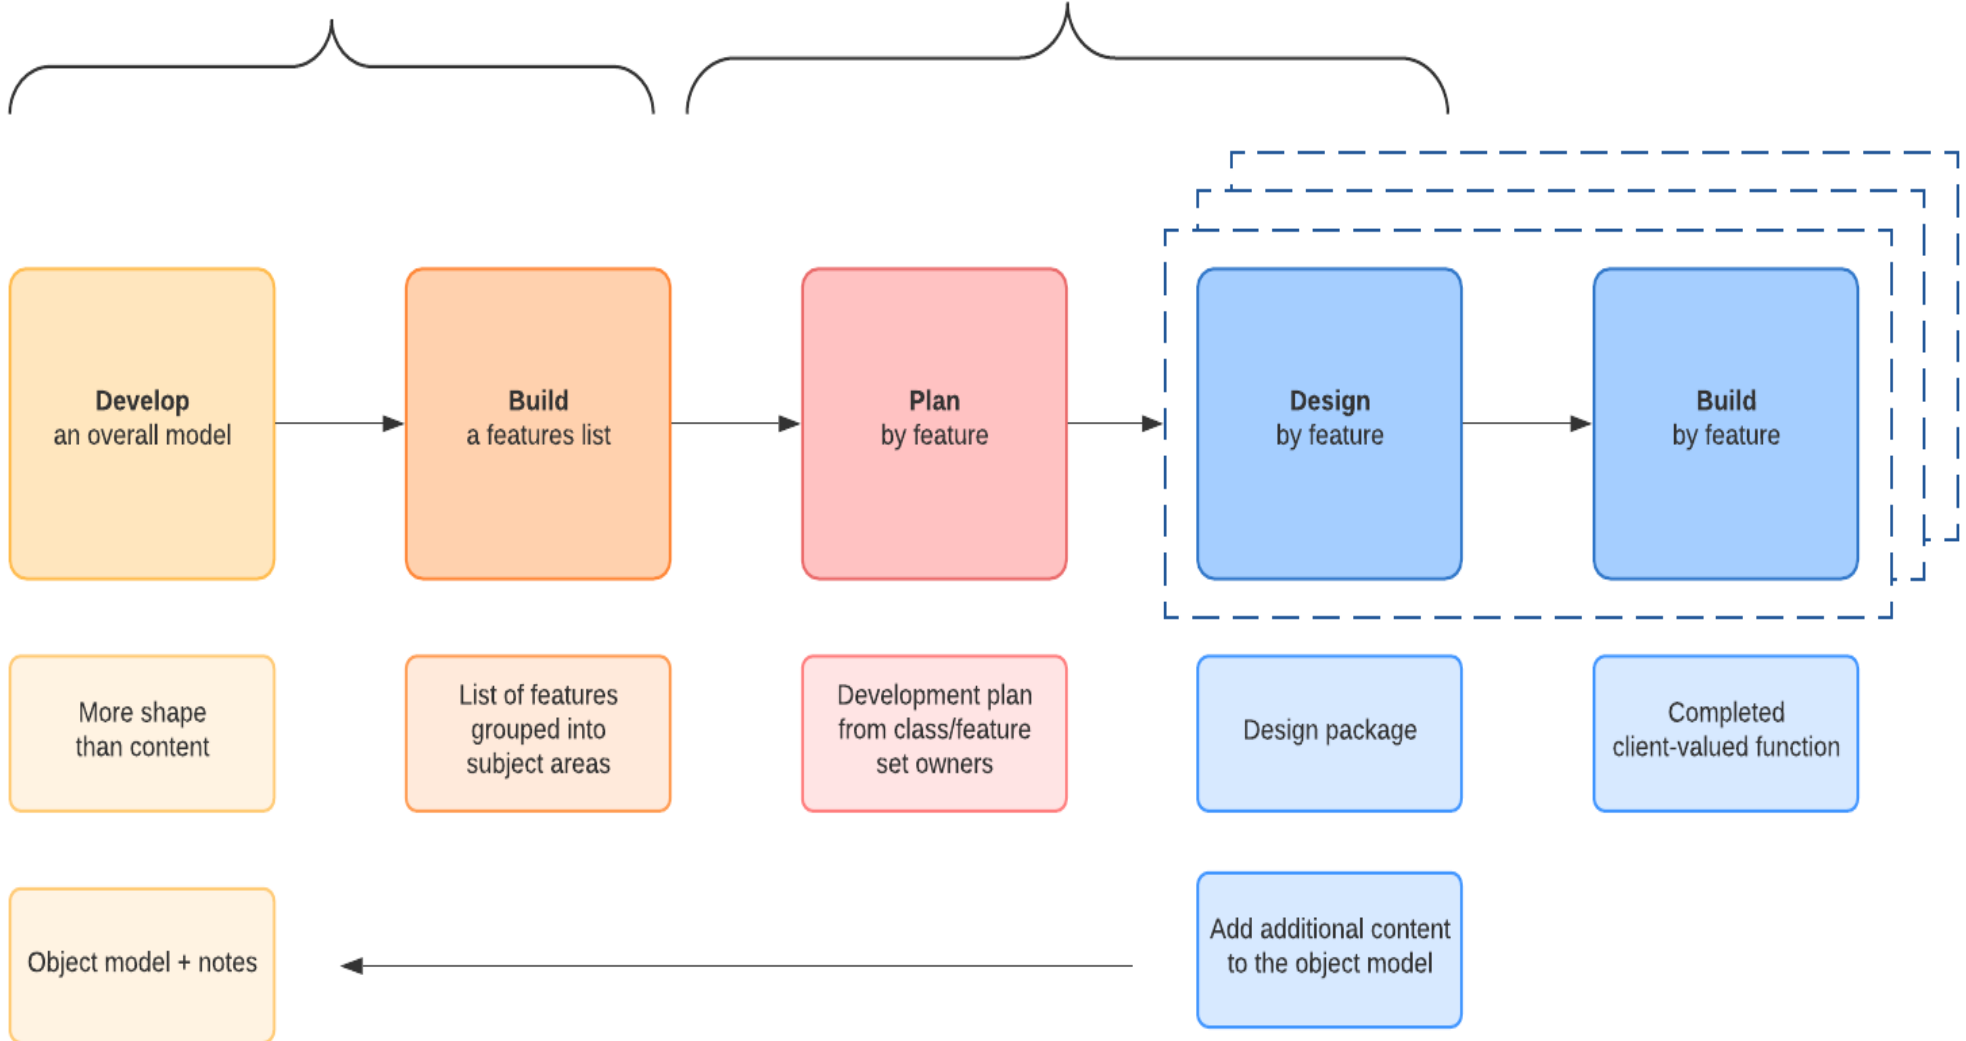 Develop
an overall model
Build
a features list
Plan
by feature
Design
by feature
Build
by feature
More shape
than content
List of features
grouped into
subject areas
Development plan
from class/feature
set owners
Design package
Completed
client-valued function
Object model + notes
Add additional content
to the object model